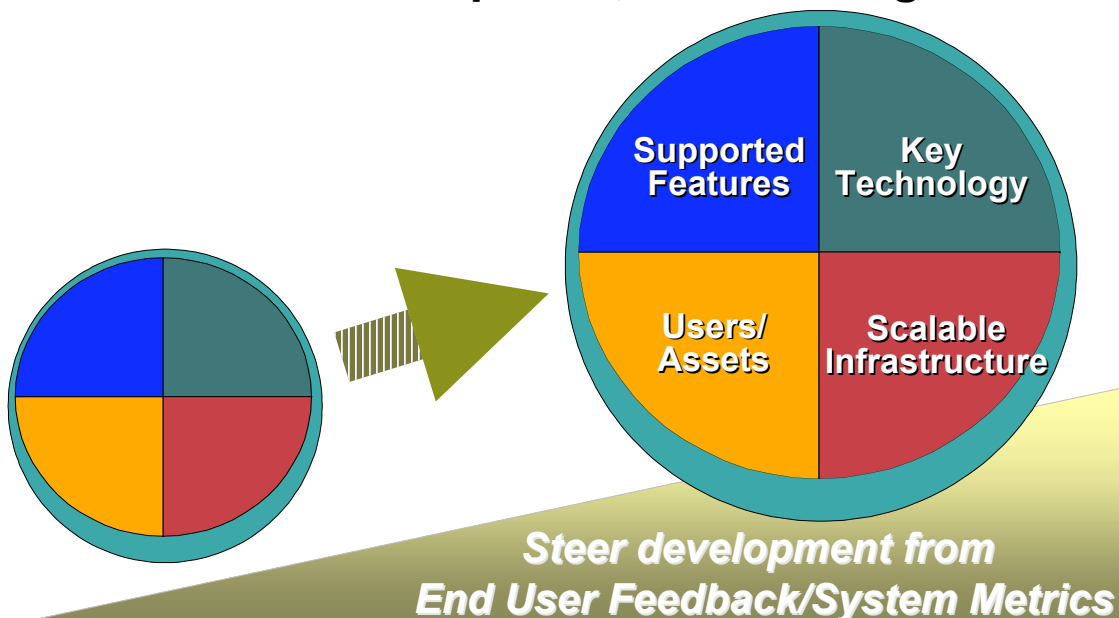 Supported
Features
Key
Technology
Users/
Assets
Scalable
Infrastructure
Steer development from
End User Feedback/System Metrics